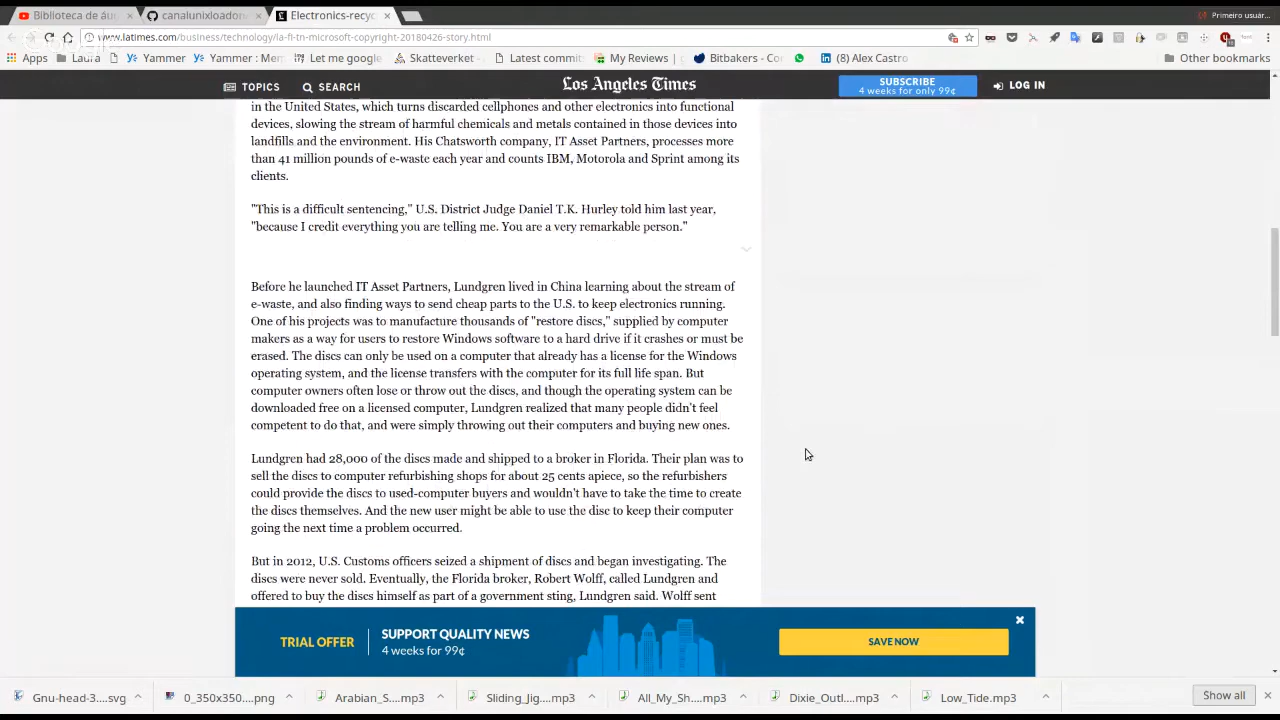 Biblioteca de áu
canalunixloador
Electronics-recyc
Primeiro usuár...
www.latimes.com/business/technology/la-fi-tn-microsoft-copyright-20180426-story.html
Apps Laura Yammer Yammer : Mem Let me google Skatteverket - Latest commits My Reviews | Bitbakers - Co (8) Alex Castro Other bookmarks
TOPICS SEARCH Los Angeles Times SUBSCRIBE LOG IN
4 weeks for only 99¢
in the United States, which turns discarded cellphones and other electronics into functional
devices, slowing the stream of harmful chemicals and metals contained in those devices into
landfills and the environment. His Chatsworth company, IT Asset Partners, processes more
than 41 million pounds of e-waste each year and counts IBM, Motorola and Sprint among its
clients.
"This is a difficult sentencing," U.S. District Judge Daniel T.K. Hurley told him last year,
"because I credit everything you are telling me. You are a very remarkable person."
Before he launched IT Asset Partners, Lundgren lived in China learning about the stream of
e-waste, and also finding ways to send cheap parts to the U.S. to keep electronics running.
One of his projects was to manufacture thousands of "restore discs," supplied by computer
makers as a way for users to restore Windows software to a hard drive if it crashes or must be
erased. The discs can only be used on a computer that already has a license for the Windows
operating system, and the license transfers with the computer for its full life span. But
computer owners often lose or throw out the discs, and though the operating system can be
downloaded free on a licensed computer, Lundgren realized that many people didn't feel
competent to do that, and were simply throwing out their computers and buying new ones.
Lundgren had 28,000 of the discs made and shipped to a broker in Florida. Their plan was to
sell the discs to computer refurbishing shops for about 25 cents apiece, so the refurbishers
could provide the discs to used-computer buyers and wouldn't have to take the time to create
the discs themselves. And the new user might be able to use the disc to keep their computer
going the next time a problem occurred.
But in 2012, U.S. Customs officers seized a shipment of discs and began investigating. The
discs were never sold. Eventually, the Florida broker, Robert Wolff, called Lundgren and
offered to buy the discs himself as part of a government sting, Lundgren said. Wolff sent
TRIAL OFFER SUPPORT QUALITY NEWS SAVE NOW
4 weeks for 99¢
Gnu-head-3....svg 0_350x350....png Arabian_S....mp3 Sliding_Jig....mp3 All_My_Sh....mp3 Dixie_Outl....mp3 Low_Tide.mp3 Show all